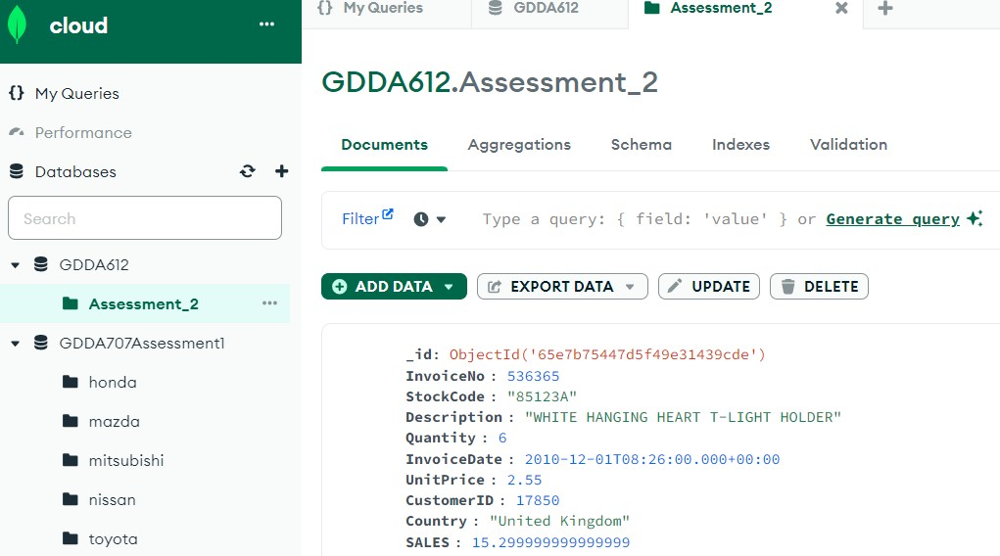 cloud
{} My Queries
Performance
Databases
Search
GDDA612
Assessment_2
GDDA707Assessment1
honda
mazda
mitsubishi
nissan
toyota
{} My Queries
GDDA612
Assessment_2
GDDA612.Assessment_2
Documents
Aggregations
Schema
Indexes
Validation
Filter
Type a query: { field: 'value' } or Generate query
ADD DATA
EXPORT DATA
UPDATE
DELETE
_id: ObjectId('65e7b75447d5f49e31439cde')
InvoiceNo : 536365
StockCode : "85123A"
Description : "WHITE HANGING HEART T-LIGHT HOLDER"
Quantity : 6
InvoiceDate : 2010-12-01T08:26:00.000+00:00
UnitPrice : 2.55
CustomerID : 17850
Country : "United Kingdom"
SALES : 15.299999999999999